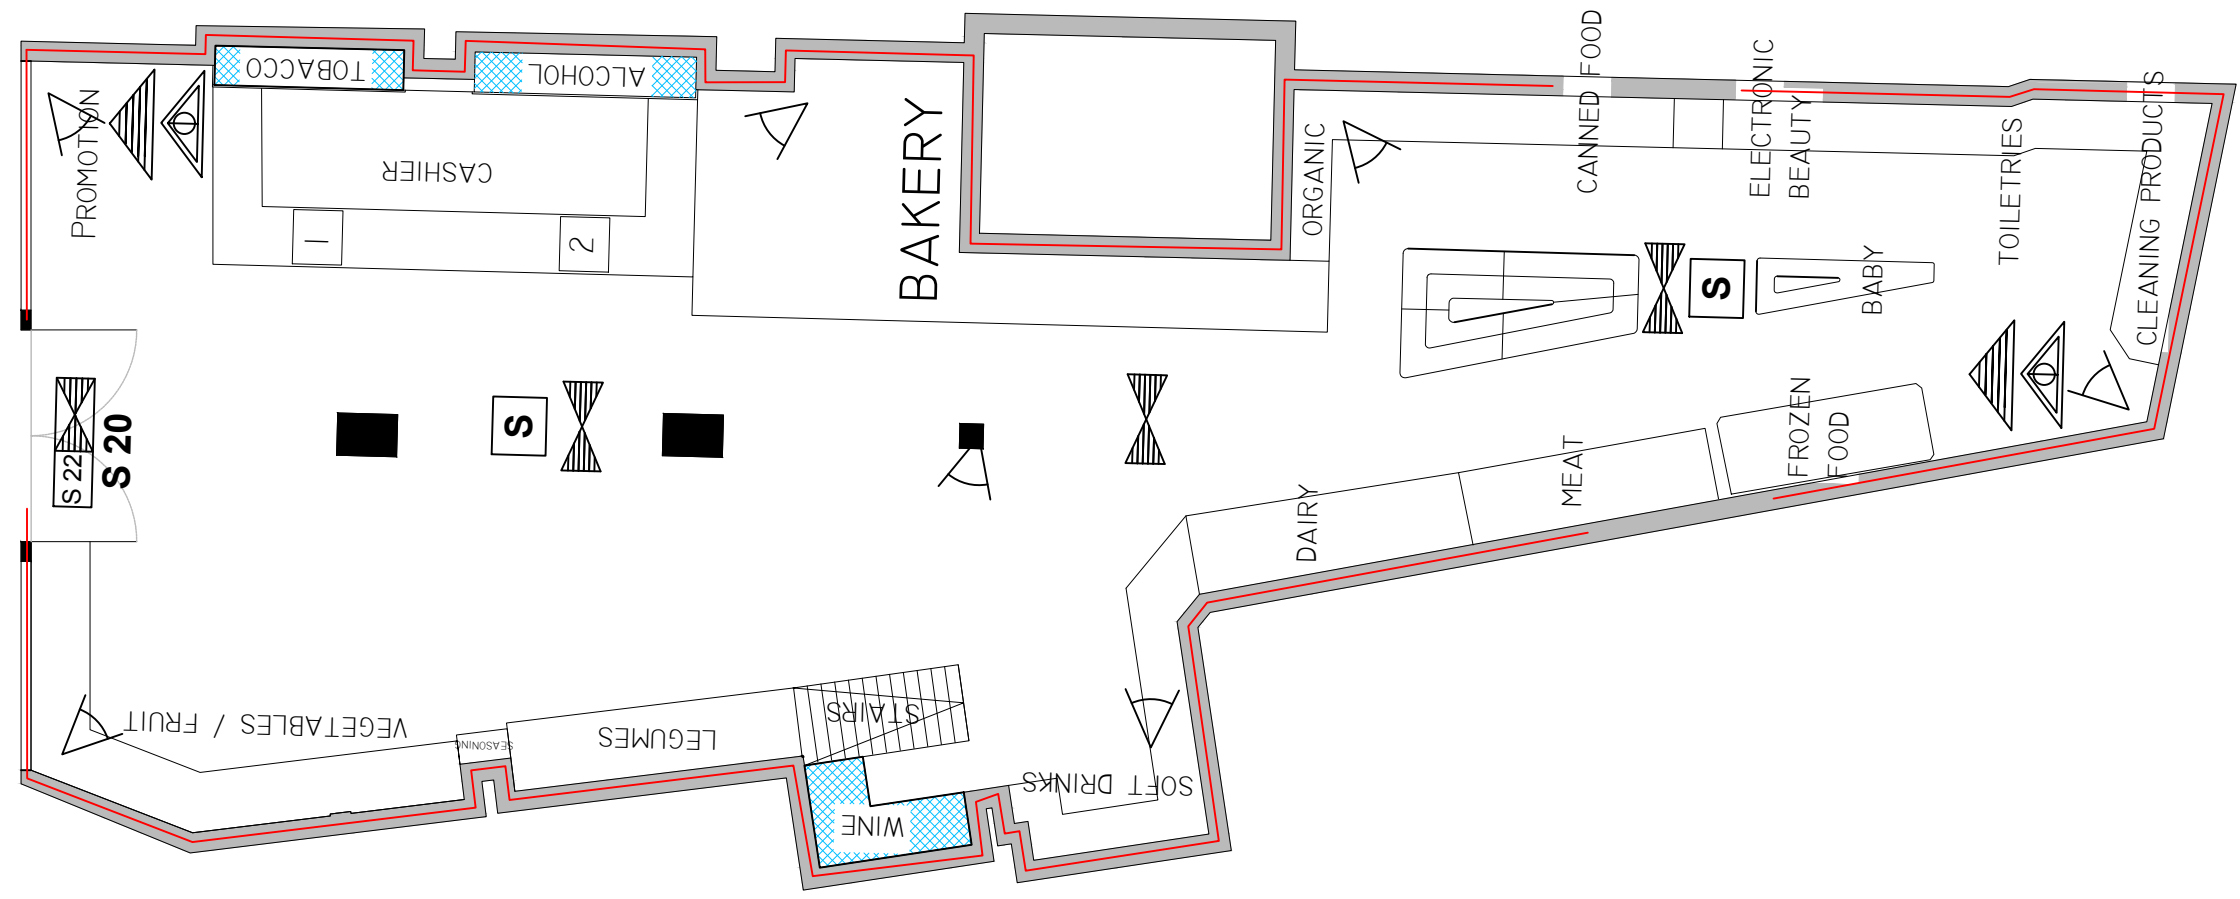 TOBACCO
ALCOHOL
PROMOTION
CASHIER
1
2
BAKERY
ORGANIC
CANNED FOOD
ELECTRONIC
BEAUTY
TOILETRIES
CLEANING PRODUCTS
S
BABY
S 22
S 20
S
FROZEN
FOOD
MEAT
DAIRY
VEGETABLES / FRUIT
SEASONING
LEGUMES
STAIRS
SOFT DRINKS
WINE